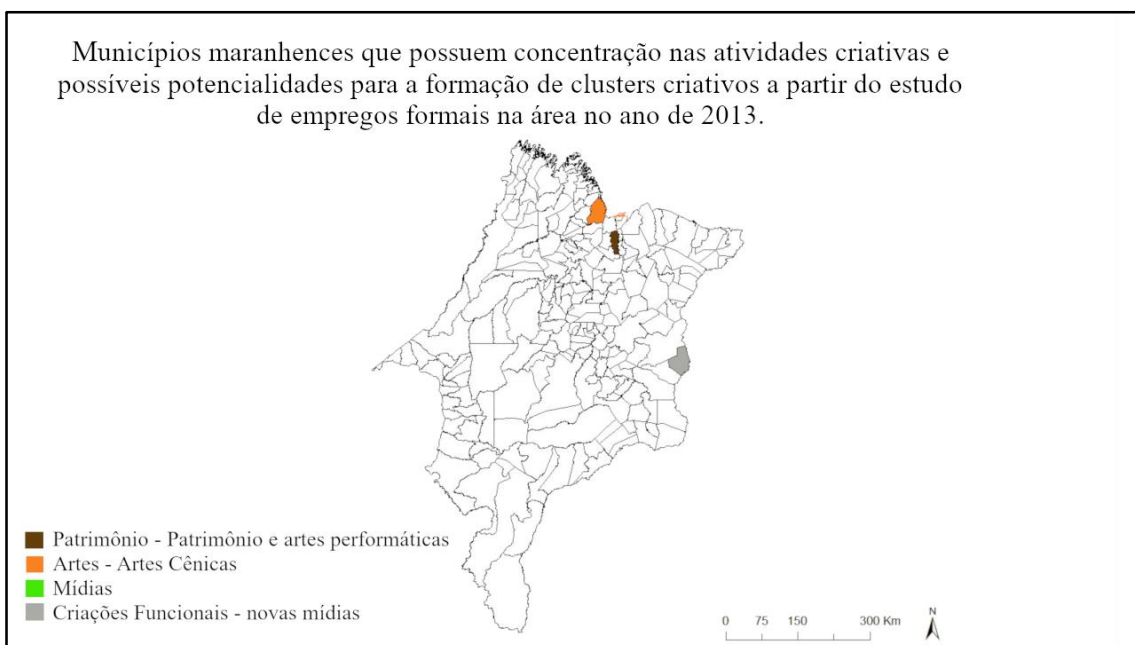 Municípios maranhences que possuem concentração nas atividades criativas e
possíveis potencialidades para a formação de clusters criativos a partir do estudo
de empregos formais na área no ano de 2013.
Patrimônio - Patrimônio e artes performáticas
Artes - Artes Cênicas
Mídias
Criações Funcionais - novas mídias
0 75 150 300 Km
N